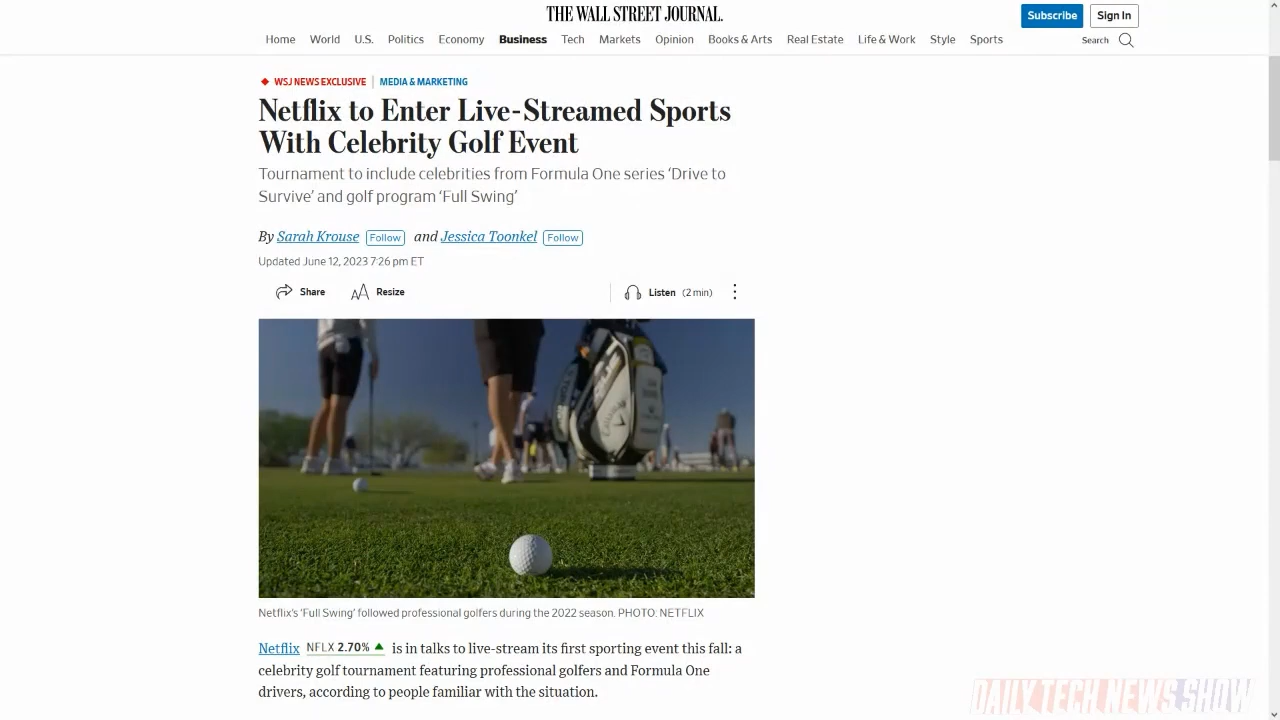 THE WALL STREET JOURNAL.
Subscribe
Sign In
Home World U.S. Politics Economy Business Tech Markets Opinion Books & Arts Real Estate Life & Work Style Sports
Search
WSJ NEWS EXCLUSIVE | MEDIA & MARKETING
Netflix to Enter Live-Streamed Sports
With Celebrity Golf Event
Tournament to include celebrities from Formula One series ‘Drive to
Survive’ and golf program ‘Full Swing’
By Sarah Krouse Follow and Jessica Toonkel Follow
Updated June 12, 2023 7:26 pm ET
Share Resize Listen (2 min)
Netflix’s ‘Full Swing’ followed professional golfers during the 2022 season. PHOTO: NETFLIX
Netflix NFLX 2.70% is in talks to live-stream its first sporting event this fall: a
celebrity golf tournament featuring professional golfers and Formula One
drivers, according to people familiar with the situation.
DAILY TECH NEWS SHOW